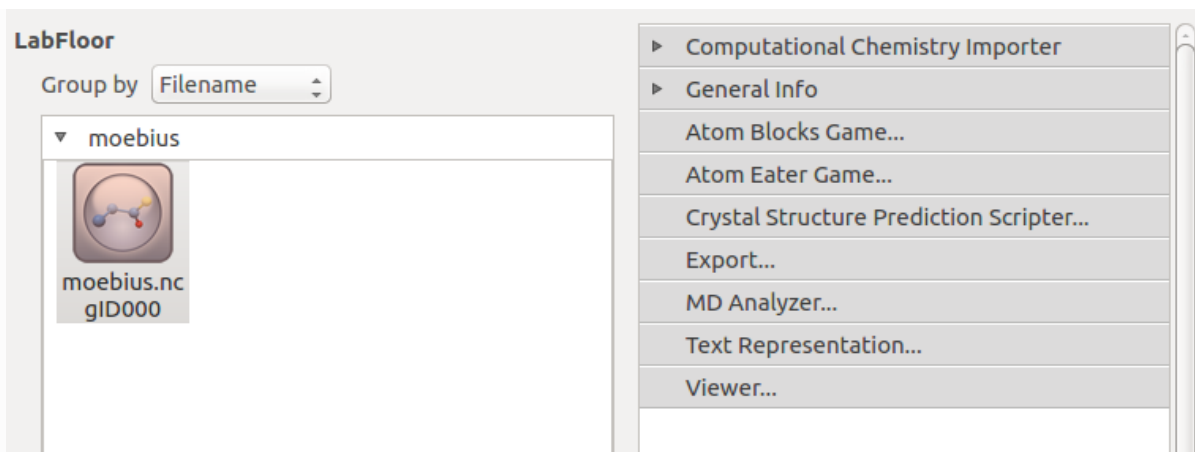 LabFloor
Group by Filename
moebius
moebius.nc
gID000
Computational Chemistry Importer
General Info
Atom Blocks Game...
Atom Eater Game...
Crystal Structure Prediction Scripter...
Export...
MD Analyzer...
Text Representation...
Viewer...